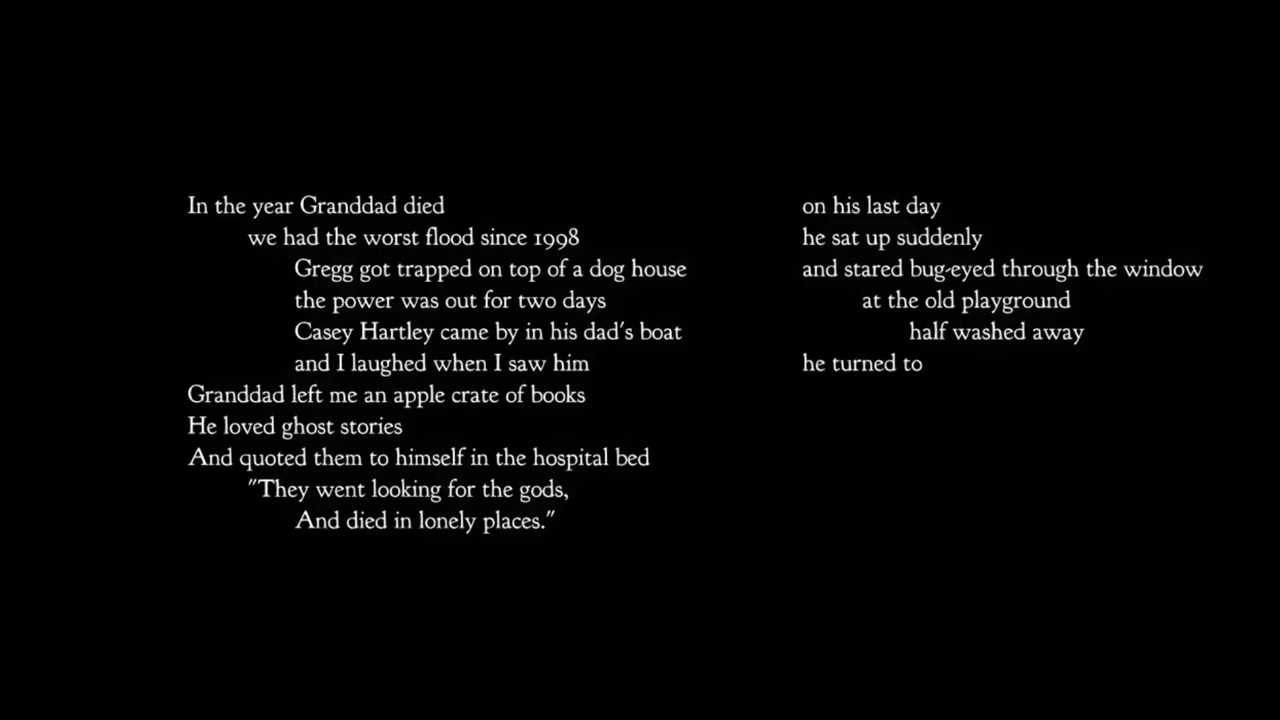 In the year Granddad died
we had the worst flood since 1998
Gregg got trapped on top of a dog house
the power was out for two days
Casey Hartley came by in his dad's boat
and I laughed when I saw him
Granddad left me an apple crate of books
He loved ghost stories
And quoted them to himself in the hospital bed
"They went looking for the gods,
And died in lonely places."
on his last day
he sat up suddenly
and stared bug-eyed through the window
at the old playground
half washed away
he turned to